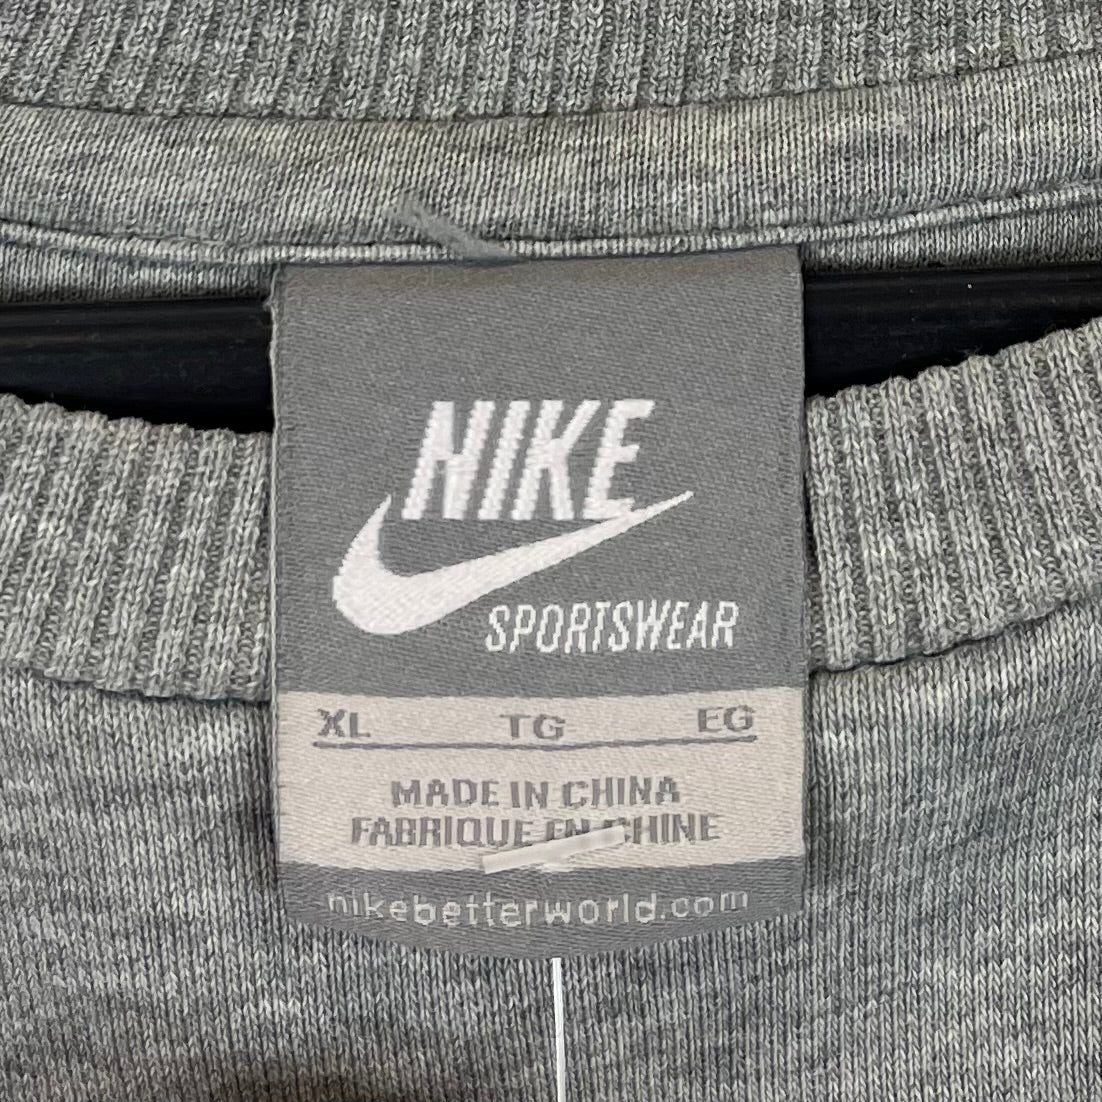 NIKE
SPORTSWEAR
XL TG EG
MADE IN CHINA
FABRIQUE EN CHINE
nikebetterworld.com